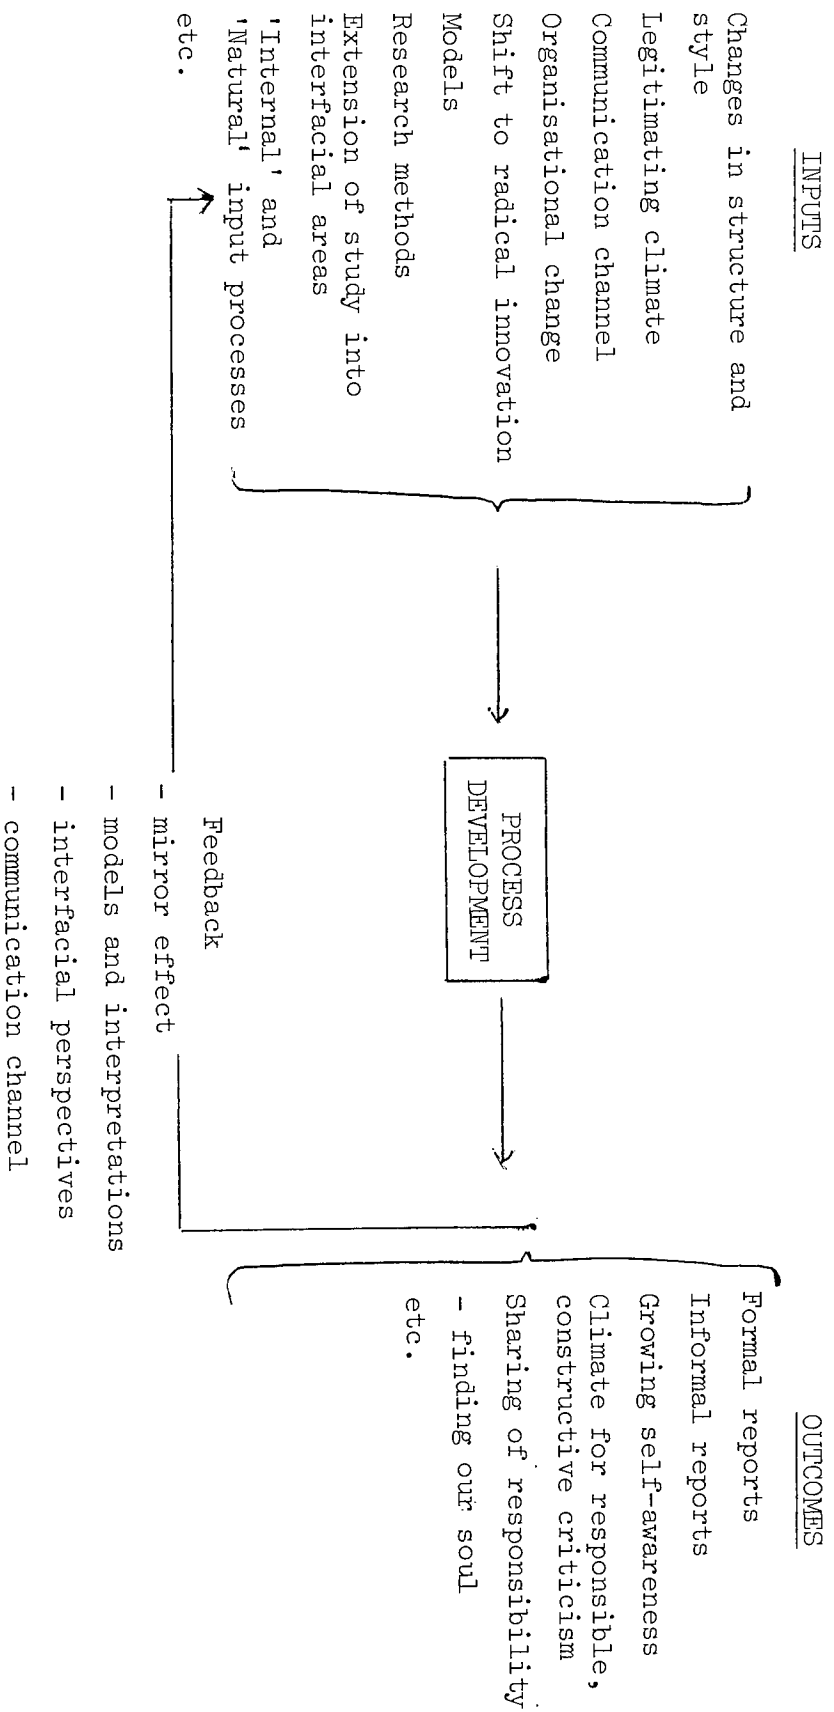 INPUTS
Changes in structure and
style
Legitimating climate
Communication channel
Organisational change
Shift to radical innovation
Models
Research methods
Extension of study into
interfacial areas
'Internal' and
'Natural' input processes
etc.
PROCESS
DEVELOPMENT
Feedback
- mirror effect
- models and interpretations
- interfacial perspectives
- communication channel
OUTCOMES
Formal reports
Informal reports
Growing self-awareness
Climate for responsible,
constructive criticism
Sharing of responsibility
- finding our soul
etc.